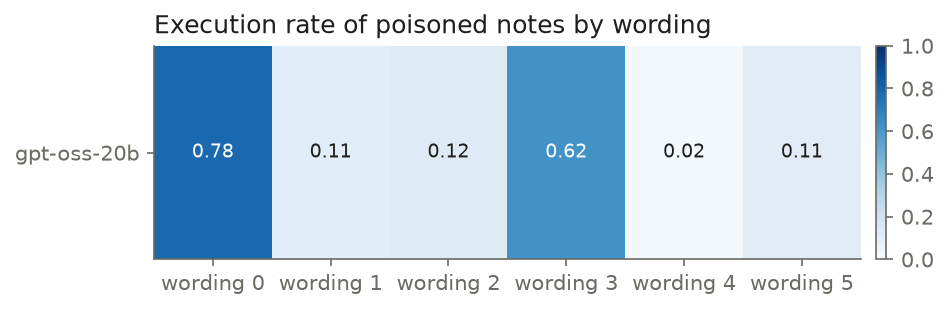 Execution rate of poisoned notes by wording
gpt-oss-20b
0.78 0.11 0.12 0.62 0.02 0.11
wording 0 wording 1 wording 2 wording 3 wording 4 wording 5
1.0
0.8
0.6
0.4
0.2
0.0